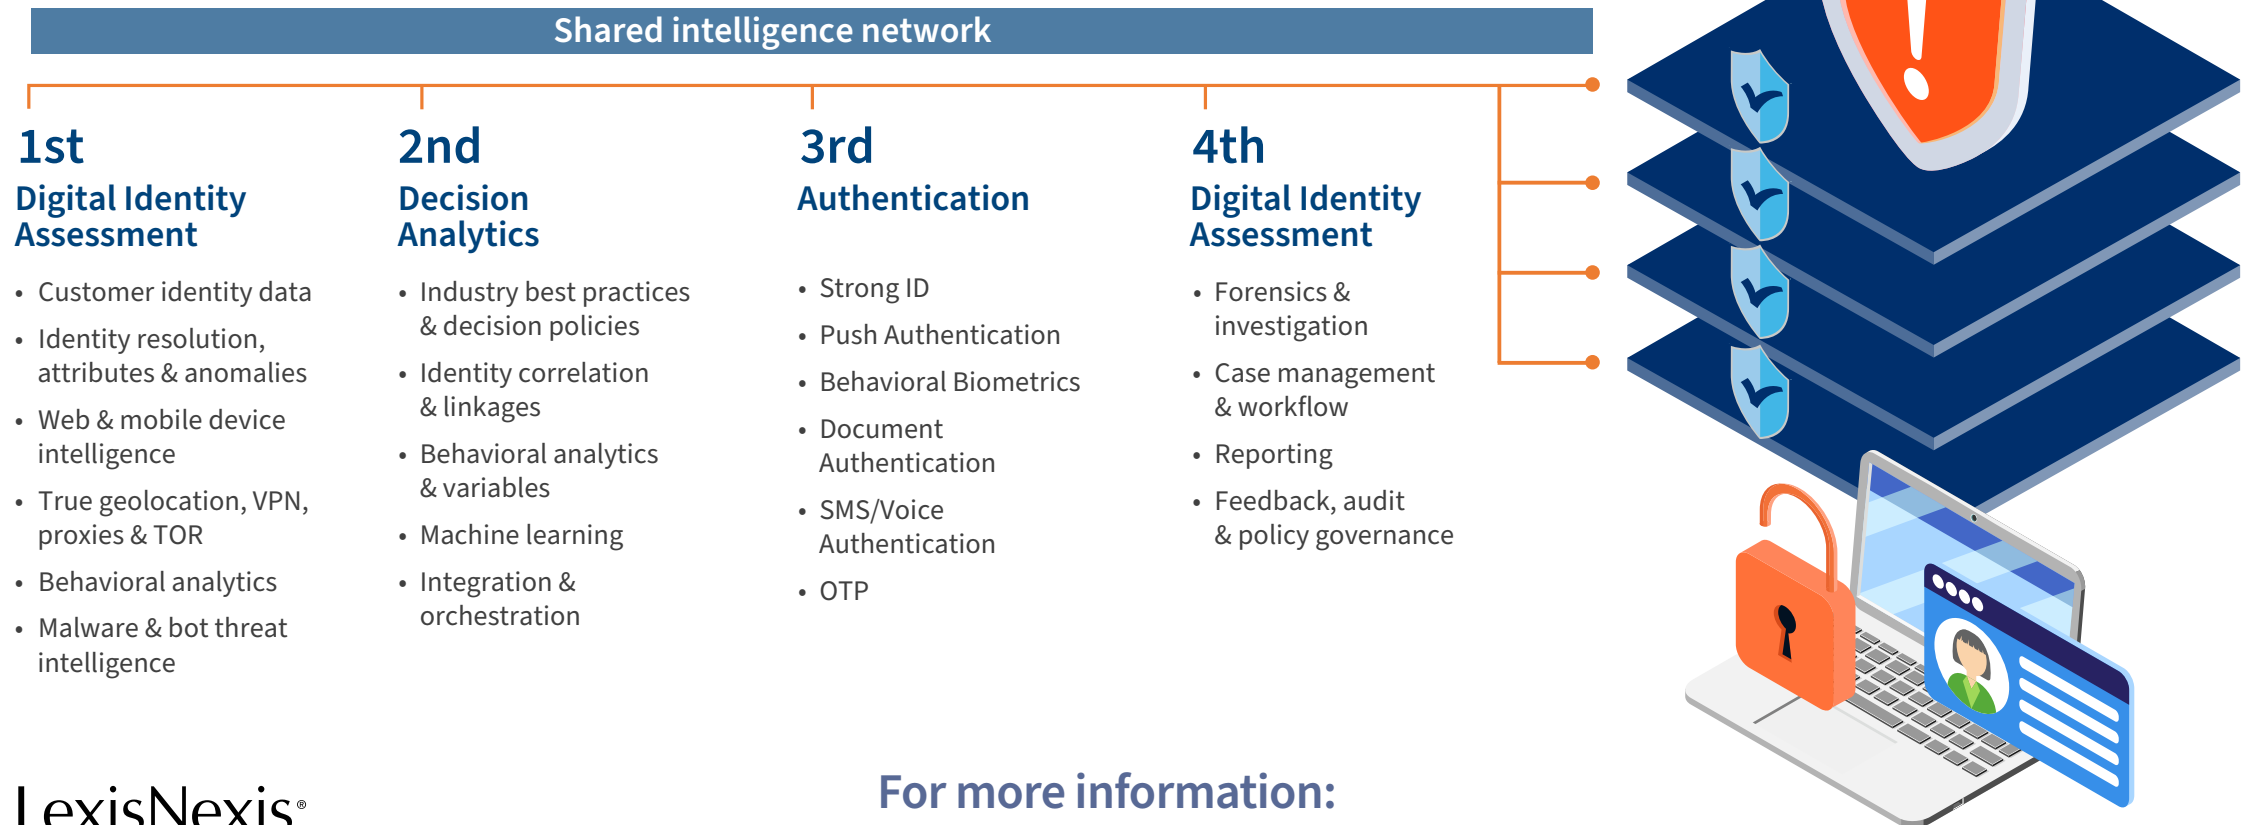 Shared intelligence network
1st
Digital Identity
Assessment
• Customer identity data
• Identity resolution,
attributes & anomalies
• Web & mobile device
intelligence
• True geolocation, VPN,
proxies & TOR
• Behavioral analytics
• Malware & bot threat
intelligence
2nd
Decision
Analytics
• Industry best practices
& decision policies
• Identity correlation
& linkages
• Behavioral analytics
& variables
• Machine learning
• Integration &
orchestration
3rd
Authentication
• Strong ID
• Push Authentication
• Behavioral Biometrics
• Document
Authentication
• SMS/Voice
Authentication
• OTP
4th
Digital Identity
Assessment
• Forensics &
investigation
• Case management
& workflow
• Reporting
• Feedback, audit
& policy governance
LexisNexis®
For more information: